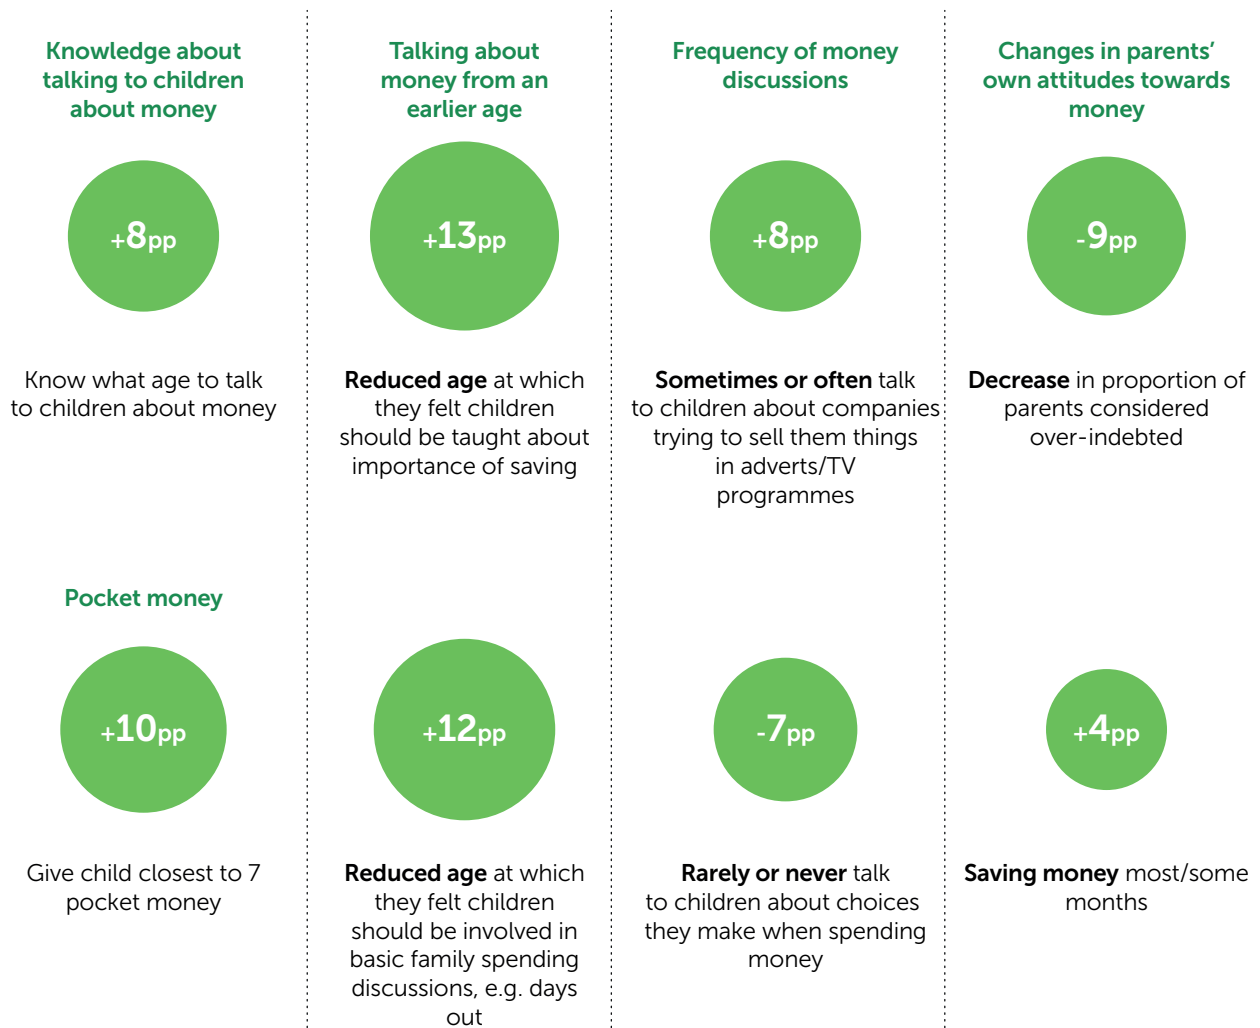 Knowledge about
talking to children
about money
+8pp
Know what age to talk
to children about money
Pocket money
+10pp
Give child closest to 7
pocket money
Talking about
money from an
earlier age
+13pp
Reduced age at which
they felt children
should be taught about
importance of saving
+12pp
Reduced age at which
they felt children
should be involved in
basic family spending
discussions, e.g. days
out
Frequency of money
discussions
+8pp
Sometimes or often talk
to children about companies
trying to sell them things
in adverts/TV
programmes
-7pp
Rarely or never talk
to children about choices
they make when spending
money
Changes in parents’
own attitudes towards
money
-9pp
Decrease in proportion of
parents considered
over-indebted
+4pp
Saving money most/some
months